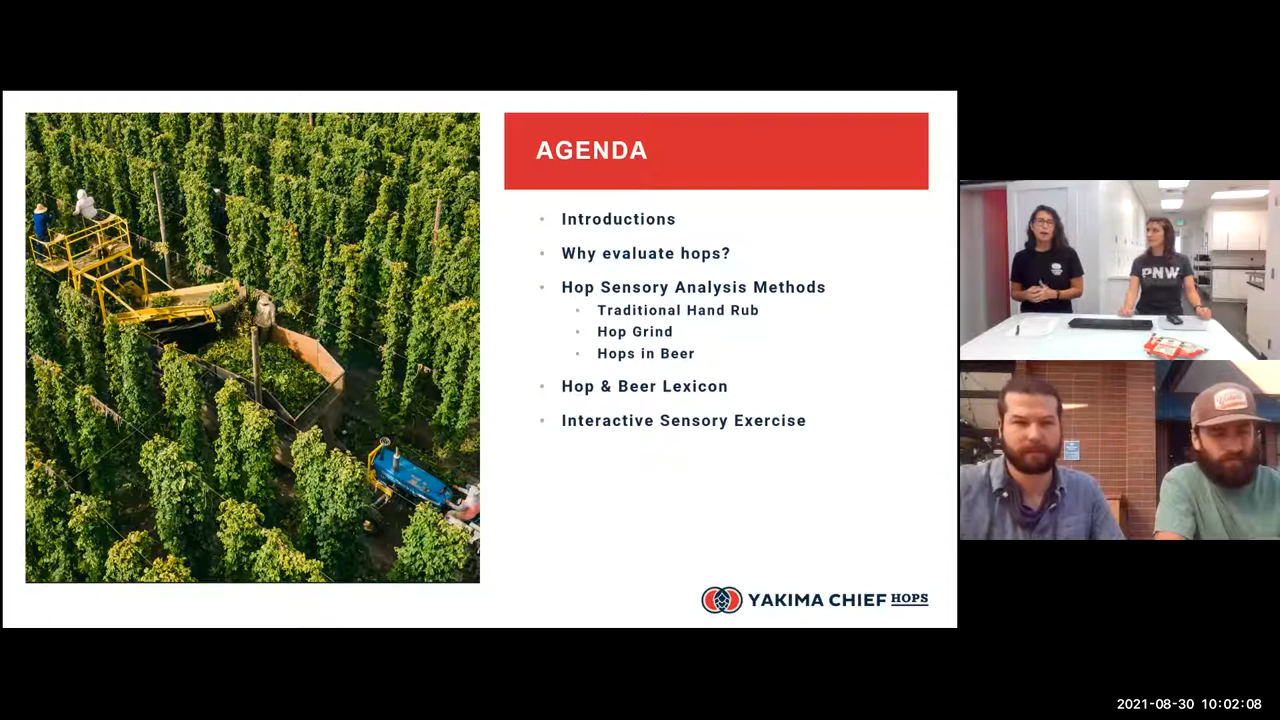 AGENDA
Introductions
Why evaluate hops?
Hop Sensory Analysis Methods
Traditional Hand Rub
Hop Grind
Hops in Beer
Hop & Beer Lexicon
Interactive Sensory Exercise
YAKIMA CHIEF HOPS
PNW
2021-08-30 10:02:08